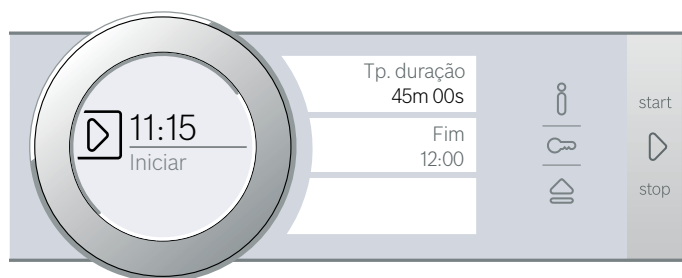 11:15
Iniciar
Tp. duração
45m 00s
Fim
12:00
start
stop